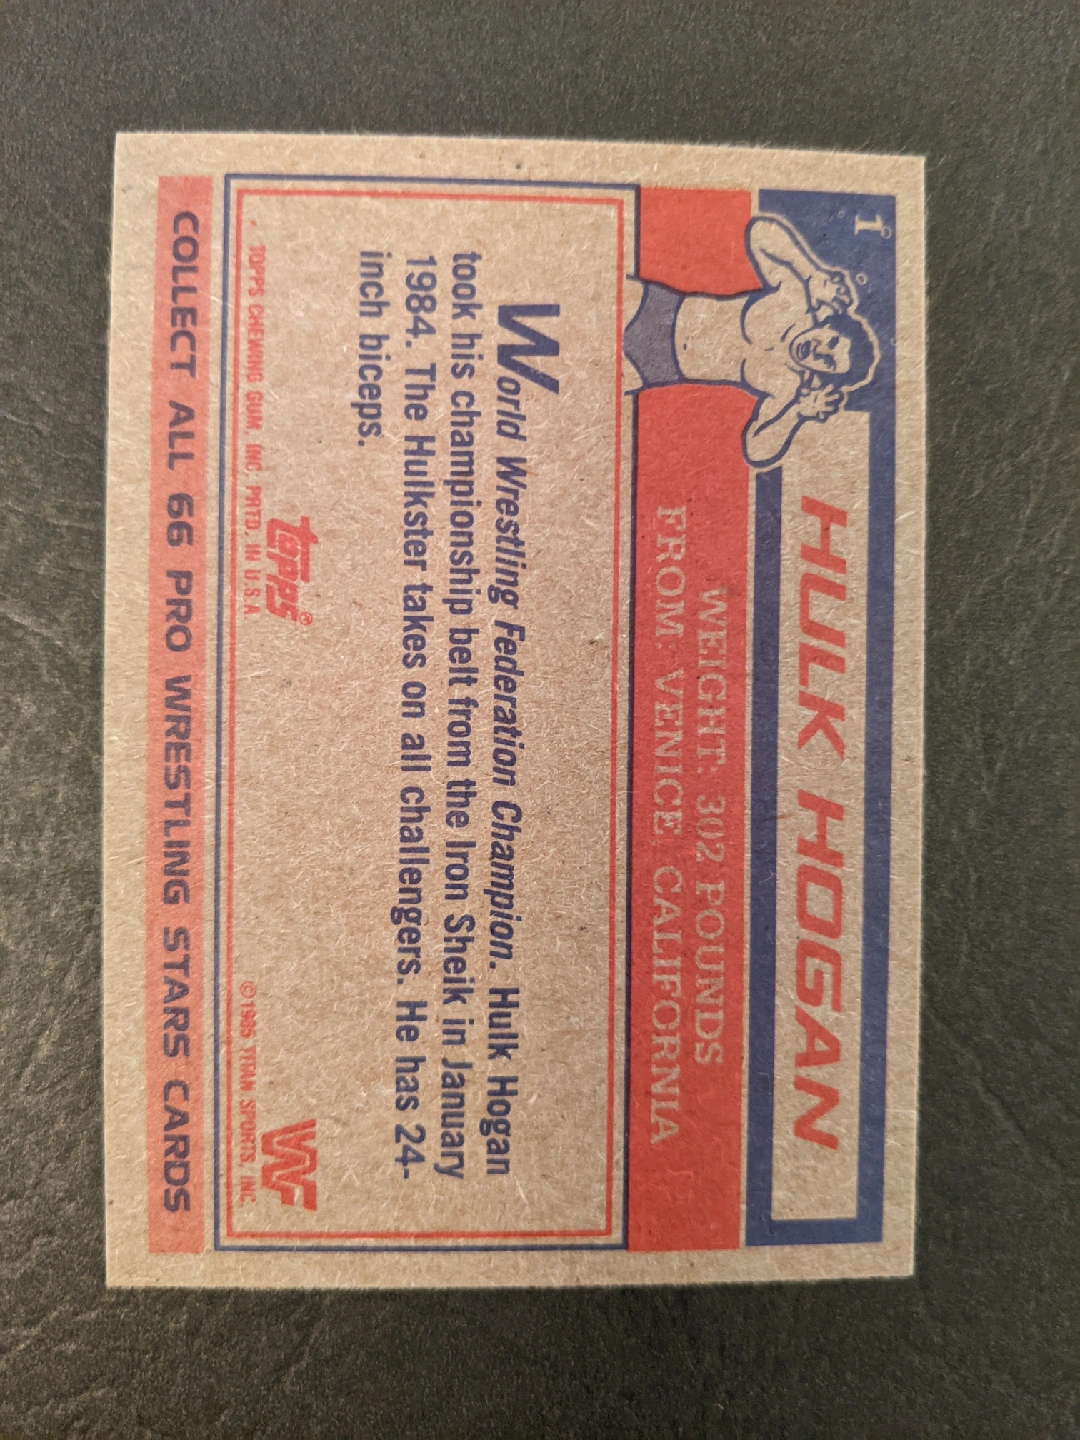 1
HULK HOGAN
WEIGHT: 302 POUNDS
FROM: VENICE, CALIFORNIA
World Wrestling Federation Champion. Hulk Hogan
took his championship belt from the Iron Sheik in January
1984. The Hulkster takes on all challengers. He has 24-
inch biceps.
topps®
W
* TOPPS CHEWING GUM, INC. PRTD. IN U.S.A.
©1985 TITAN SPORTS, INC.
COLLECT ALL 66 PRO WRESTLING STARS CARDS